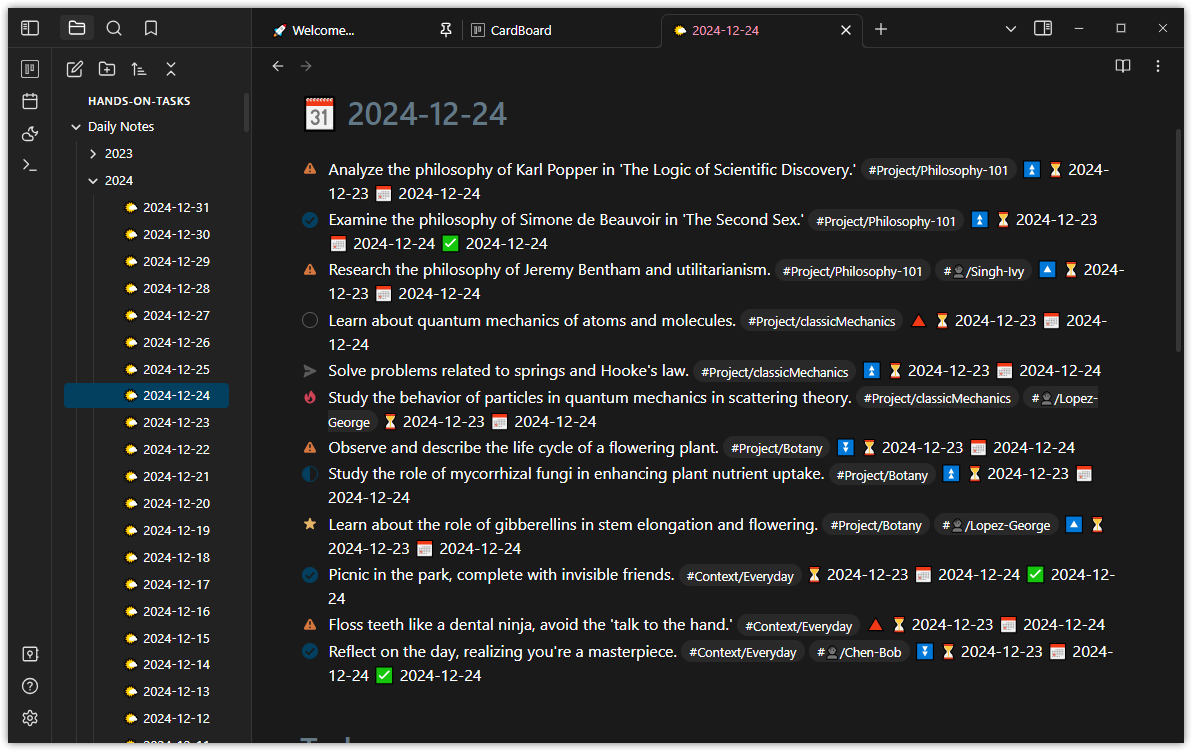 Welcome...
CardBoard
2024-12-24
HANDS-ON-TASKS
Daily Notes
2023
2024
2024-12-31
2024-12-30
2024-12-29
2024-12-28
2024-12-27
2024-12-26
2024-12-25
2024-12-24
2024-12-23
2024-12-22
2024-12-21
2024-12-20
2024-12-19
2024-12-18
2024-12-17
2024-12-16
2024-12-15
2024-12-14
2024-12-13
2024-12-12
31 2024-12-24
Analyze the philosophy of Karl Popper in 'The Logic of Scientific Discovery.' #Project/Philosophy-101 ⏫ ⏳ 2024-
12-23 📅 2024-12-24
Examine the philosophy of Simone de Beauvoir in 'The Second Sex.' #Project/Philosophy-101 ⏫ ⏳ 2024-12-23
📅 2024-12-24 ✅ 2024-12-24
Research the philosophy of Jeremy Bentham and utilitarianism. #Project/Philosophy-101 #👤/Singh-Ivy 🔼 ⏳ 2024-
12-23 📅 2024-12-24
Learn about quantum mechanics of atoms and molecules. #Project/classicMechanics 🔺 ⏳ 2024-12-23 📅 2024-
12-24
Solve problems related to springs and Hooke's law. #Project/classicMechanics ⏫ ⏳ 2024-12-23 📅 2024-12-24
Study the behavior of particles in quantum mechanics in scattering theory. #Project/classicMechanics #👤/Lopez-
George ⏳ 2024-12-23 📅 2024-12-24
Observe and describe the life cycle of a flowering plant. #Project/Botany ⏬ ⏳ 2024-12-23 📅 2024-12-24
Study the role of mycorrhizal fungi in enhancing plant nutrient uptake. #Project/Botany ⏫ ⏳ 2024-12-23 📅
2024-12-24
Learn about the role of gibberellins in stem elongation and flowering. #Project/Botany #👤/Lopez-George 🔼 ⏳
2024-12-23 📅 2024-12-24
Picnic in the park, complete with invisible friends. #Context/Everyday ⏳ 2024-12-23 📅 2024-12-24 ✅ 2024-12-
24
Floss teeth like a dental ninja, avoid the 'talk to the hand.' #Context/Everyday 🔺 ⏳ 2024-12-23 📅 2024-12-24
Reflect on the day, realizing you're a masterpiece. #Context/Everyday #👤/Chen-Bob ⏬ ⏳ 2024-12-23 📅 2024-
12-24 ✅ 2024-12-24